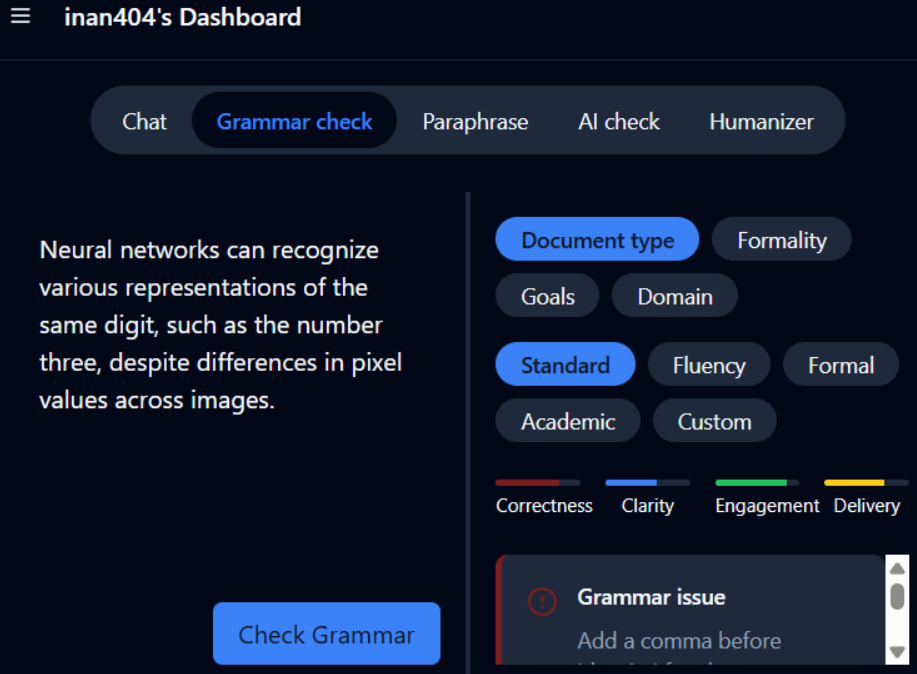 inan404's Dashboard
Chat Grammar check Paraphrase AI check Humanizer
Neural networks can recognize
various representations of the
same digit, such as the number
three, despite differences in pixel
values across images.
Check Grammar
Document type Formality
Goals Domain
Standard Fluency Formal
Academic Custom
Correctness Clarity Engagement Delivery
Grammar issue
Add a comma before